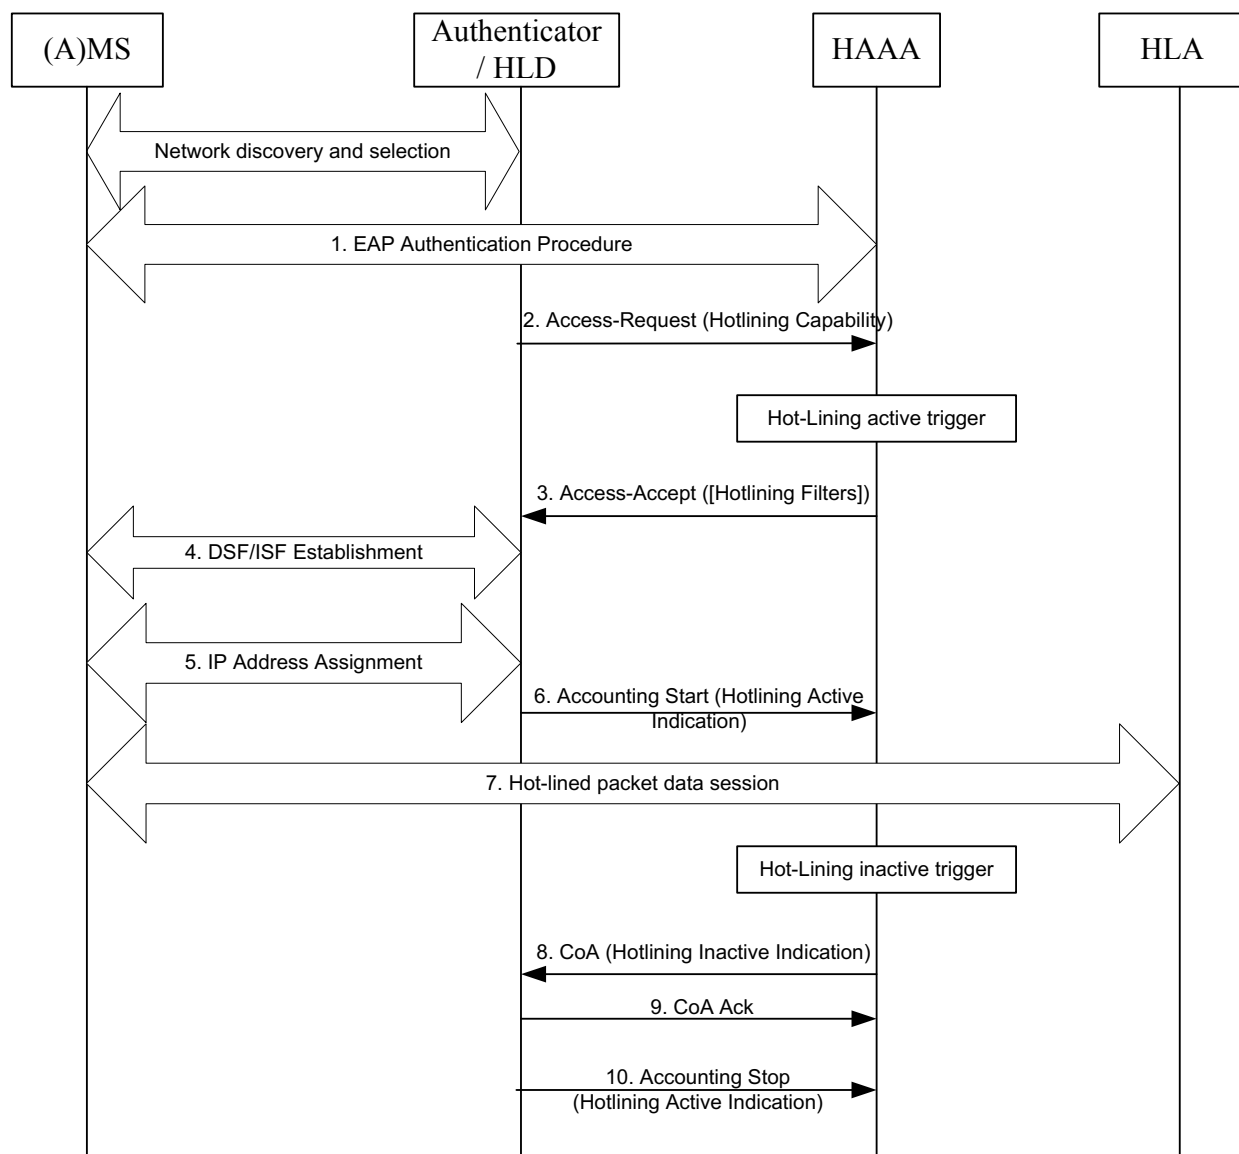 (A)MS
Authenticator
/ HLD
HAAA
HLA
Network discovery and selection
1. EAP Authentication Procedure
2. Access-Request (Hotlining Capability)
Hot-Lining active trigger
3. Access-Accept ([Hotlining Filters])
4. DSF/ISF Establishment
5. IP Address Assignment
6. Accounting Start (Hotlining Active
Indication)
7. Hot-lined packet data session
Hot-Lining inactive trigger
8. CoA (Hotlining Inactive Indication)
9. CoA Ack
10. Accounting Stop
(Hotlining Active Indication)